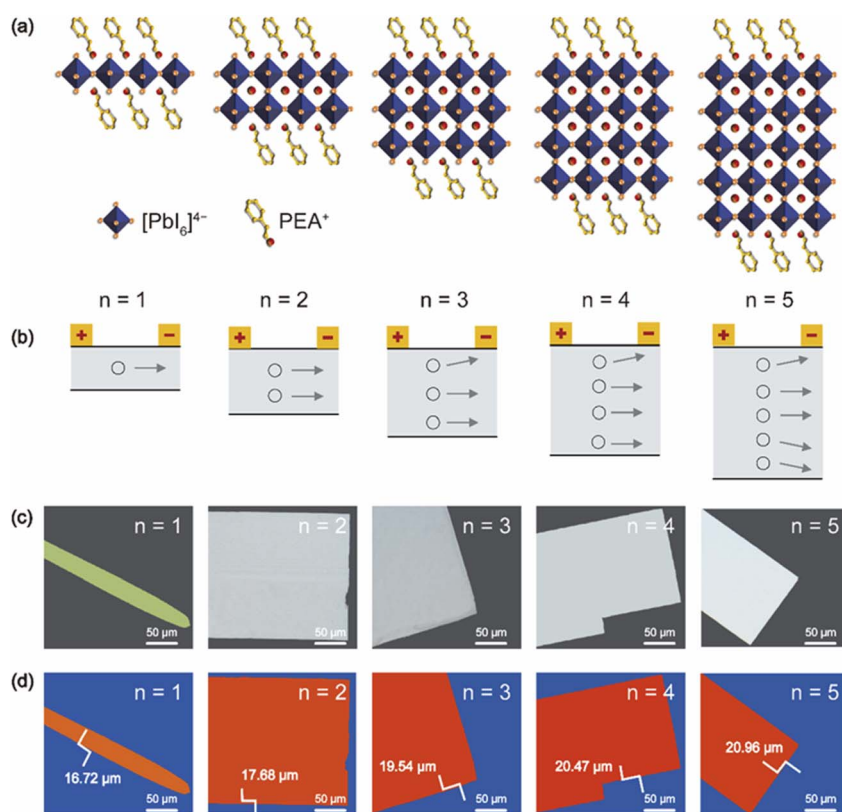 (a)
[PbI₆]⁴⁻
PEA⁺
n = 1 n = 2 n = 3 n = 4 n = 5
(b)
+ − + − + − + − + −
(c)
n = 1 n = 2 n = 3 n = 4 n = 5
50 µm 50 µm 50 µm 50 µm 50 µm
(d)
n = 1 n = 2 n = 3 n = 4 n = 5
16.72 µm 17.68 µm 19.54 µm 20.47 µm 20.96 µm
50 µm 50 µm 50 µm 50 µm 50 µm